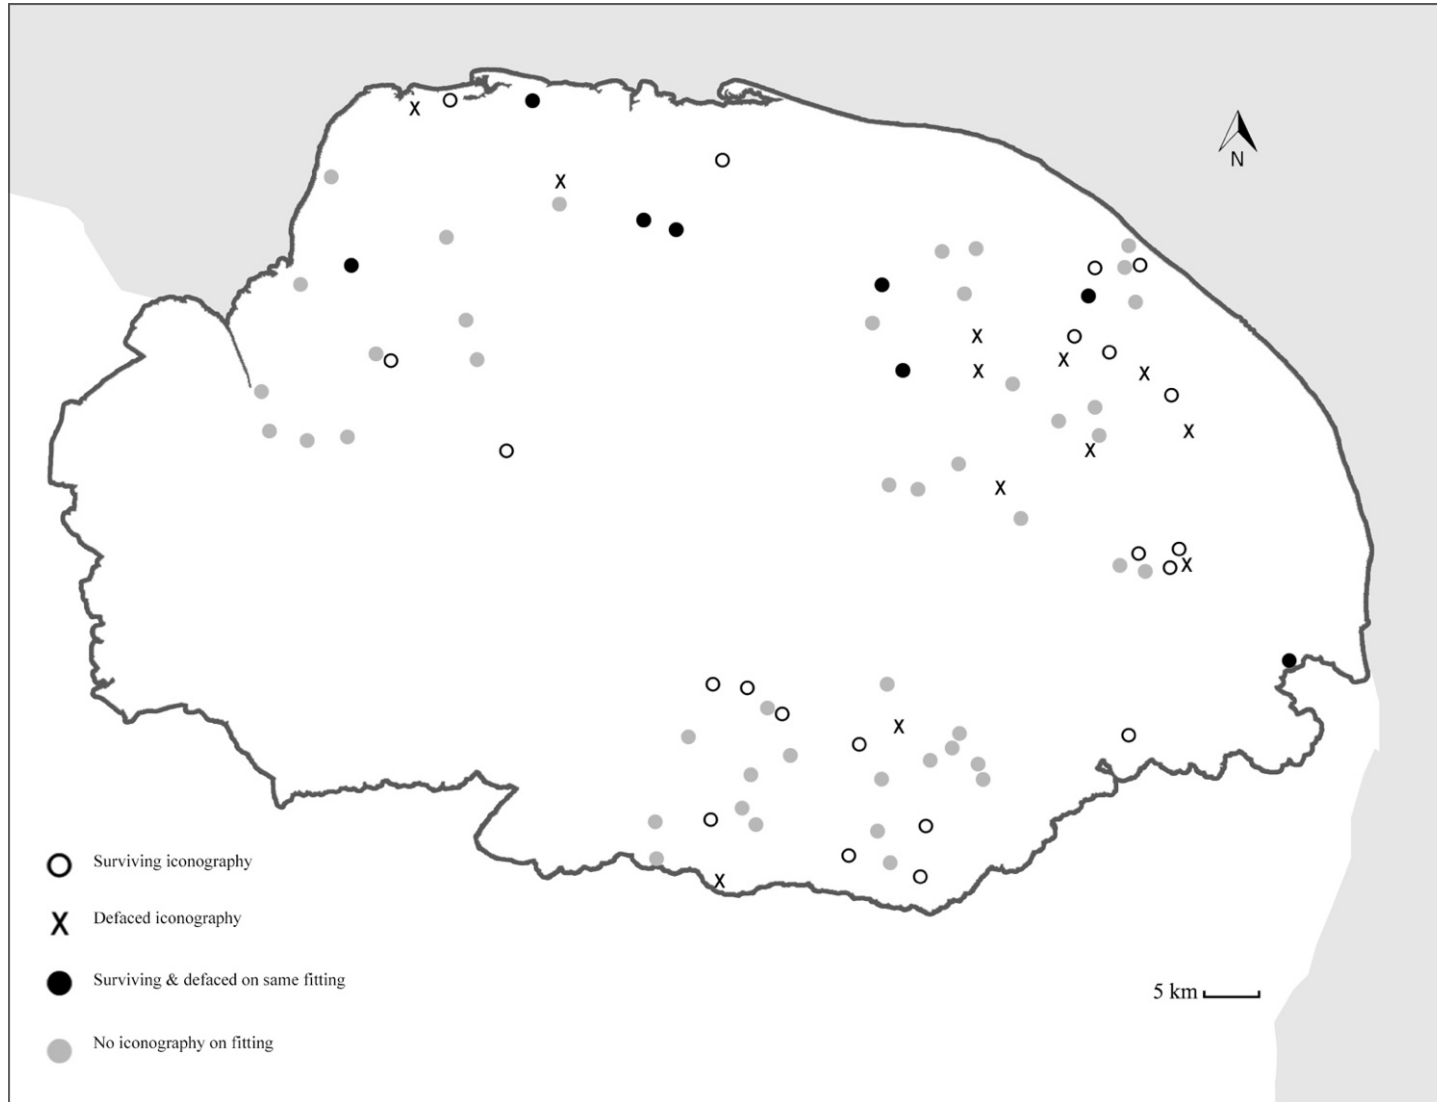 N
Surviving iconography
X Defaced iconography
Surviving & defaced on same fitting
5 km
No iconography on fitting